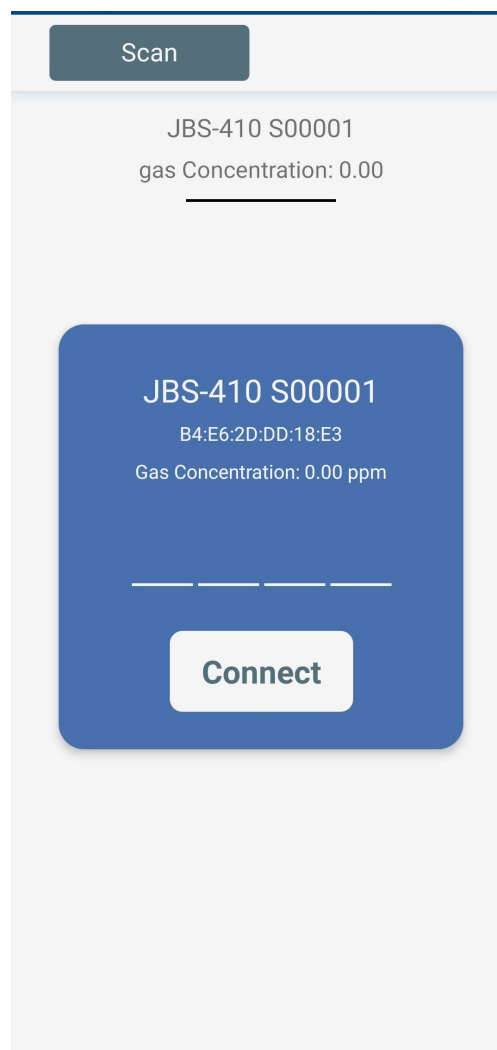 Scan
JBS-410 S00001
gas Concentration: 0.00
JBS-410 S00001
B4:E6:2D:DD:18:E3
Gas Concentration: 0.00 ppm
Connect